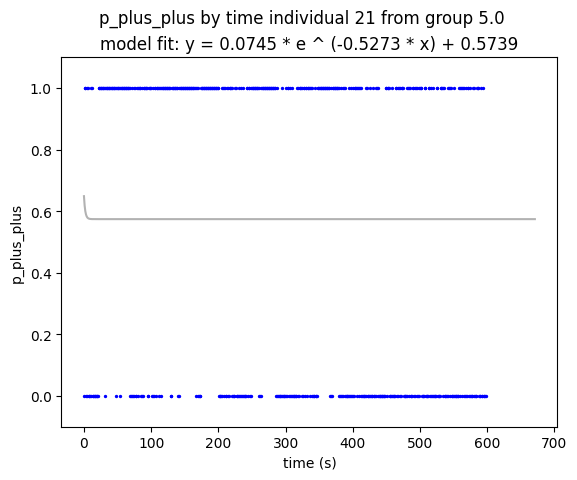 p_plus_plus by time individual 21 from group 5.0
model fit: y = 0.0745 * e ^ (-0.5273 * x) + 0.5739
p_plus_plus
1.0
0.8
0.6
0.4
0.2
0.0
0 100 200 300 400 500 600 700
time (s)